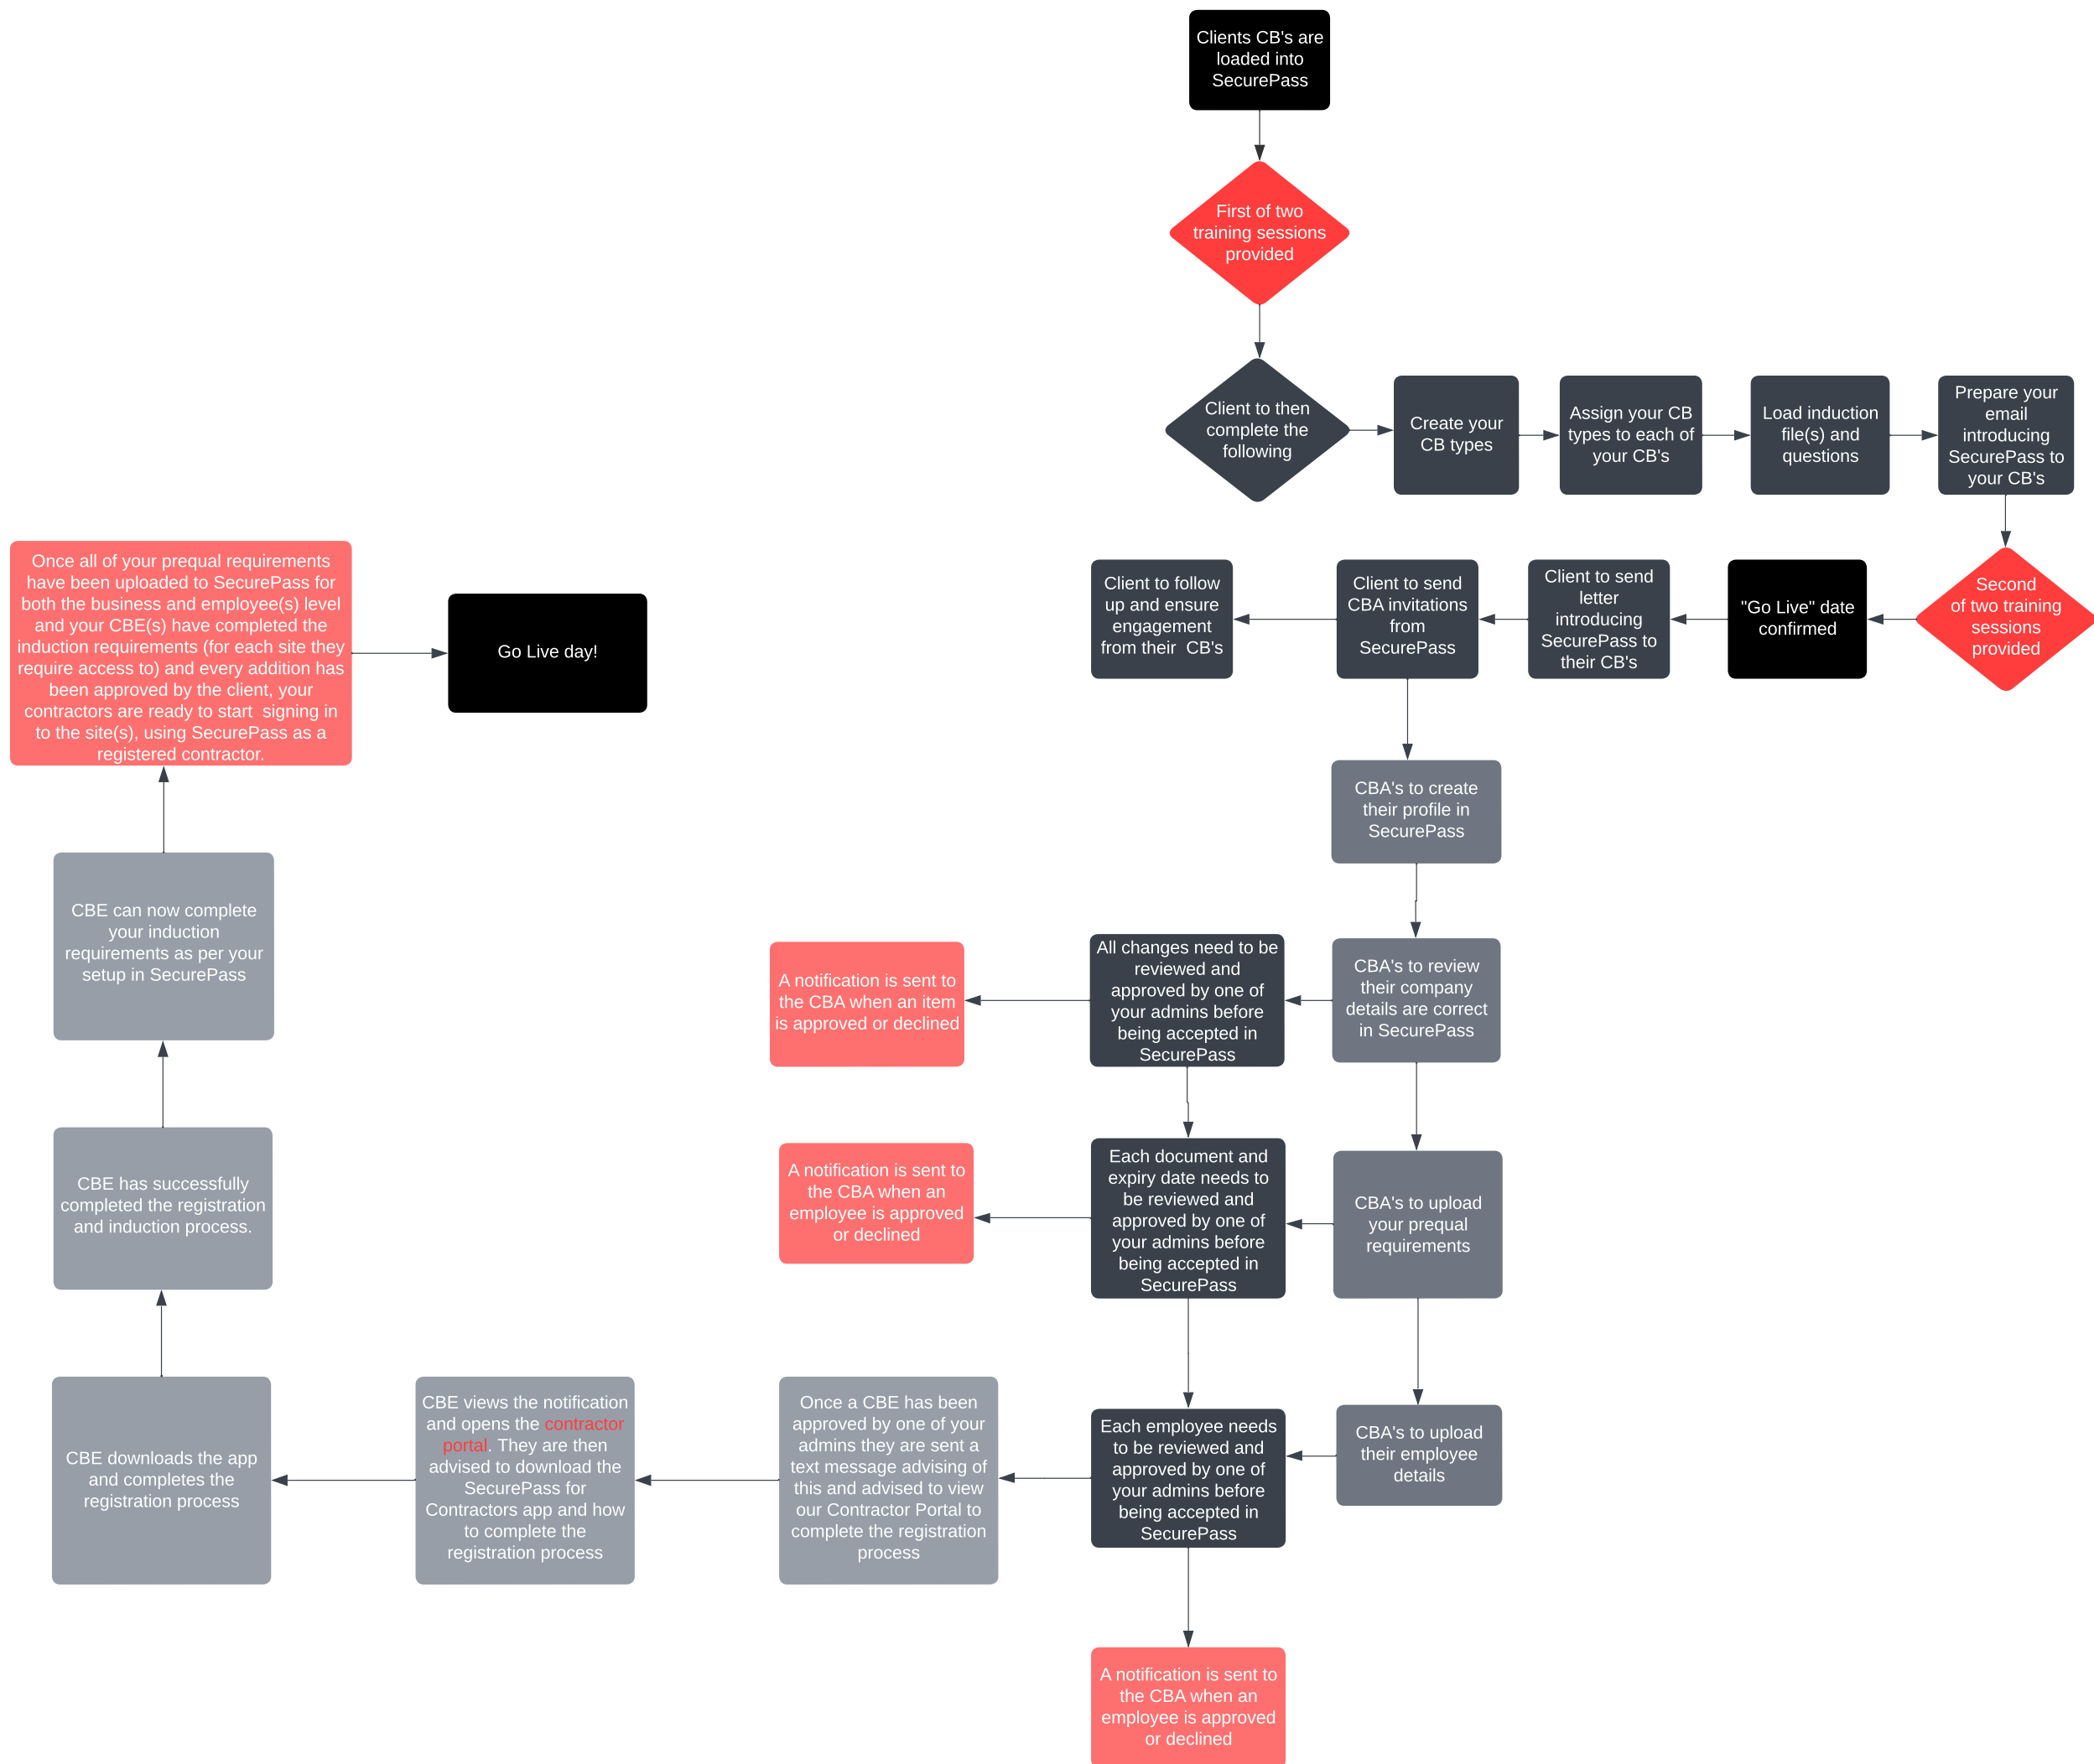 Clients CB's are
loaded into
SecurePass
First of two
training sessions
provided
Client to then
complete the
following
Create your
CB types
Assign your CB
types to each of
your CB's
Load induction
file(s) and
questions
Prepare your
email
introducing
SecurePass to
your CB's
Second
of two training
sessions
provided
"Go Live" date
confirmed
Client to send
letter
introducing
SecurePass to
their CB's
Client to send
CBA invitations
from
SecurePass
Client to follow
up and ensure
engagement
from their  CB's
CBA's to create
their profile in
SecurePass
CBA's to review
their company
details are correct
in SecurePass
All changes need to be
reviewed and
approved by one of
your admins before
being accepted in
SecurePass
A notification is sent to
the CBA when an item
is approved or declined
CBA's to upload
your prequal
requirements
Each document and
expiry date needs to
be reviewed and
approved by one of
your admins before
being accepted in
SecurePass
A notification is sent to
the CBA when an
employee is approved
or declined
CBA's to upload
their employee
details
Each employee needs
to be reviewed and
approved by one of
your admins before
being accepted in
SecurePass
A notification is sent to
the CBA when an
employee is approved
or declined
Once a CBE has been
approved by one of your
admins they are sent a
text message advising of
this and advised to view
our Contractor Portal to
complete the registration
process
CBE views the notification
and opens the contractor
portal. They are then
advised to download the
SecurePass for
Contractors app and how
to complete the
registration process
CBE downloads the app
and completes the
registration process
CBE has successfully
completed the registration
and induction process.
CBE can now complete
your induction
requirements as per your
setup in SecurePass
Once all of your prequal requirements
have been uploaded to SecurePass for
both the business and employee(s) level
and your CBE(s) have completed the
induction requirements (for each site they
require access to) and every addition has
been approved by the client, your
contractors are ready to start  signing in
to the site(s), using SecurePass as a
registered contractor.
Go Live day!